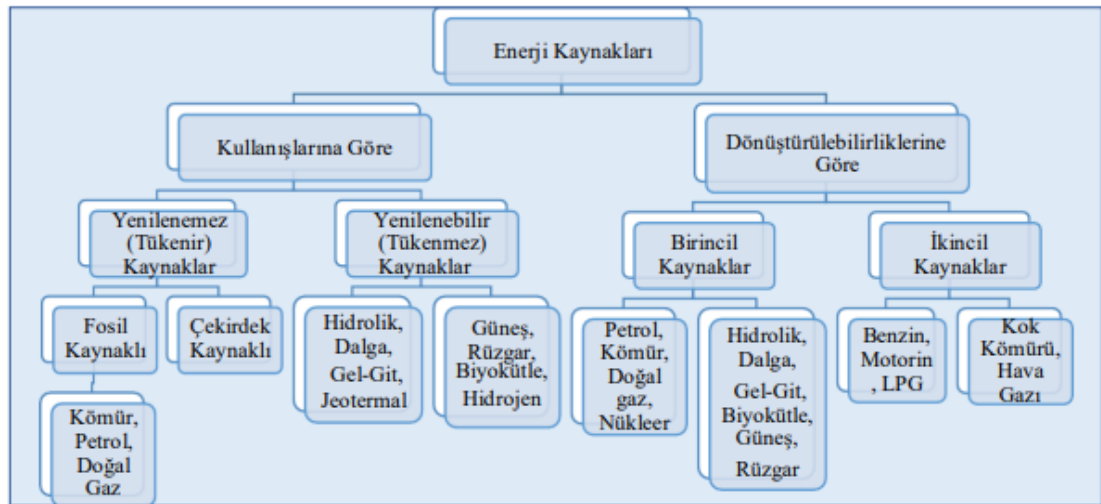 Enerji Kaynakları
Kullanışlarına Göre
Dönüştürülebilirliklerine
Göre
Yenilenemez
(Tükenir)
Kaynaklar
Yenilenebilir
(Tükenmez)
Kaynaklar
Birincil
Kaynaklar
İkincil
Kaynaklar
Fosil
Kaynaklı
Çekirdek
Kaynaklı
Hidrolik,
Dalga,
Gel-Git,
Jeotermal
Güneş,
Rüzgar,
Biyokütle,
Hidrojen
Petrol,
Kömür,
Doğal
gaz,
Nükleer
Hidrolik,
Dalga,
Gel-Git,
Biyokütle,
Güneş,
Rüzgar
Benzin,
Motorin
, LPG
Kok
Kömürü,
Hava
Gazı
Kömür,
Petrol,
Doğal
Gaz